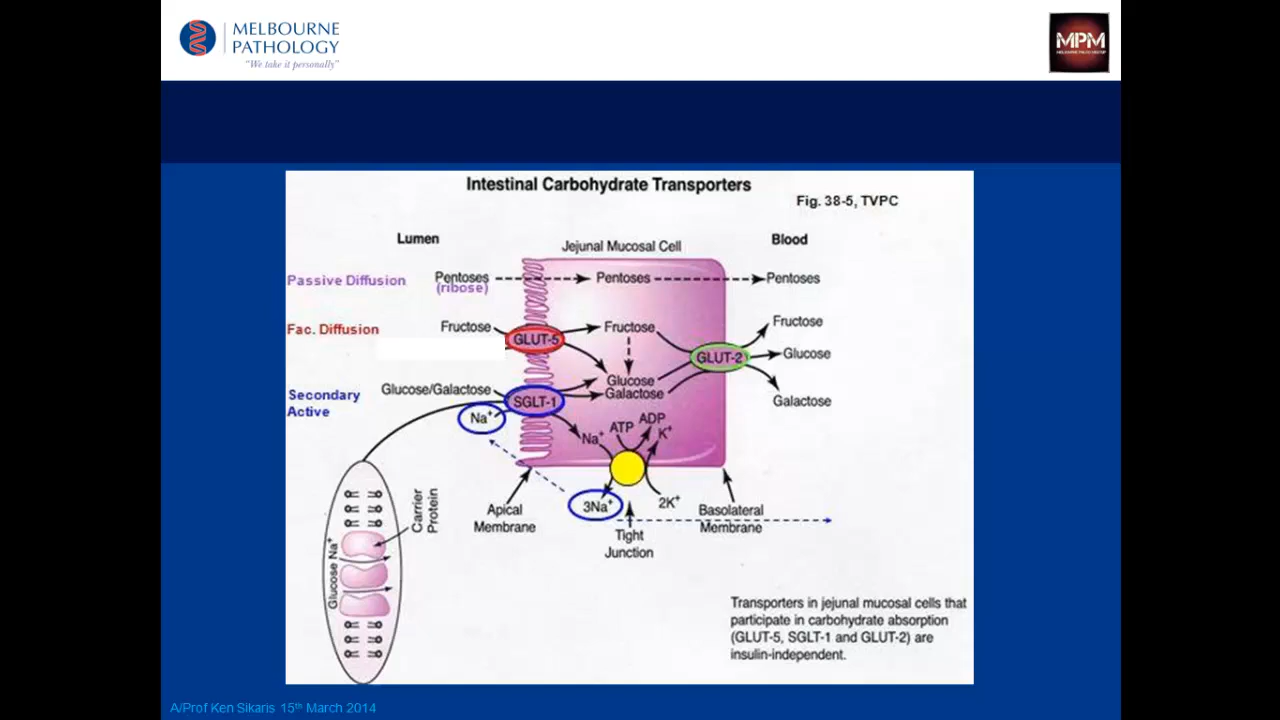 MELBOURNE
PATHOLOGY
"We take it personally"
MPM
Intestinal Carbohydrate Transporters
Fig. 38-5, TVPC
Lumen
Jejunal Mucosal Cell
Blood
Passive Diffusion
Pentoses
(ribose)
Pentoses
Pentoses
Fac. Diffusion
Fructose
GLUT-5
Fructose
GLUT-2
Fructose
Glucose
Galactose
Secondary
Active
Glucose/Galactose
SGLT-1
Glucose
Galactose
Na⁺
Na⁺
ATP
ADP
K⁺
3Na⁺
2K⁺
Apical
Membrane
Tight
Junction
Basolateral
Membrane
Carrier
Protein
Glucose Na⁺
Transporters in jejunal mucosal cells that
participate in carbohydrate absorption
(GLUT-5, SGLT-1 and GLUT-2) are
insulin-independent.
A/Prof Ken Sikaris 15th March 2014